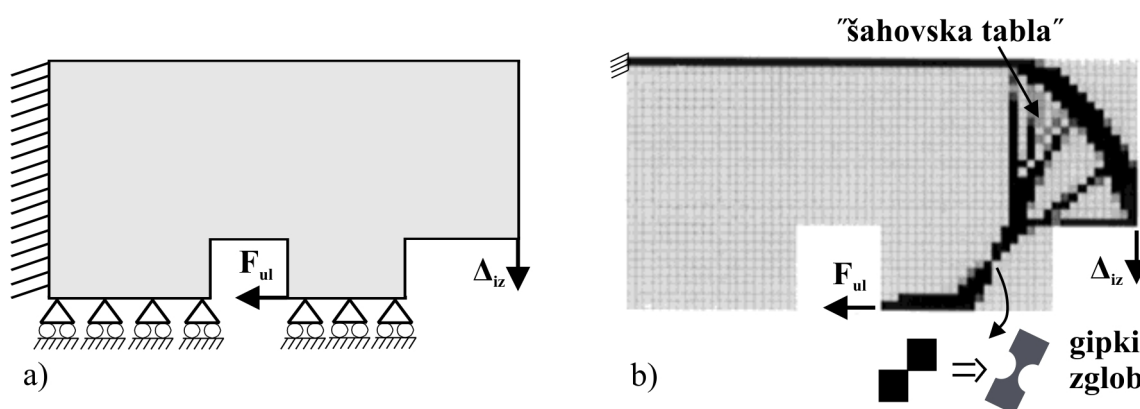 ˝šahovska tabla˝
F_ul
Δ_iz
a)
F_ul
Δ_iz
b)
gipki
zglob